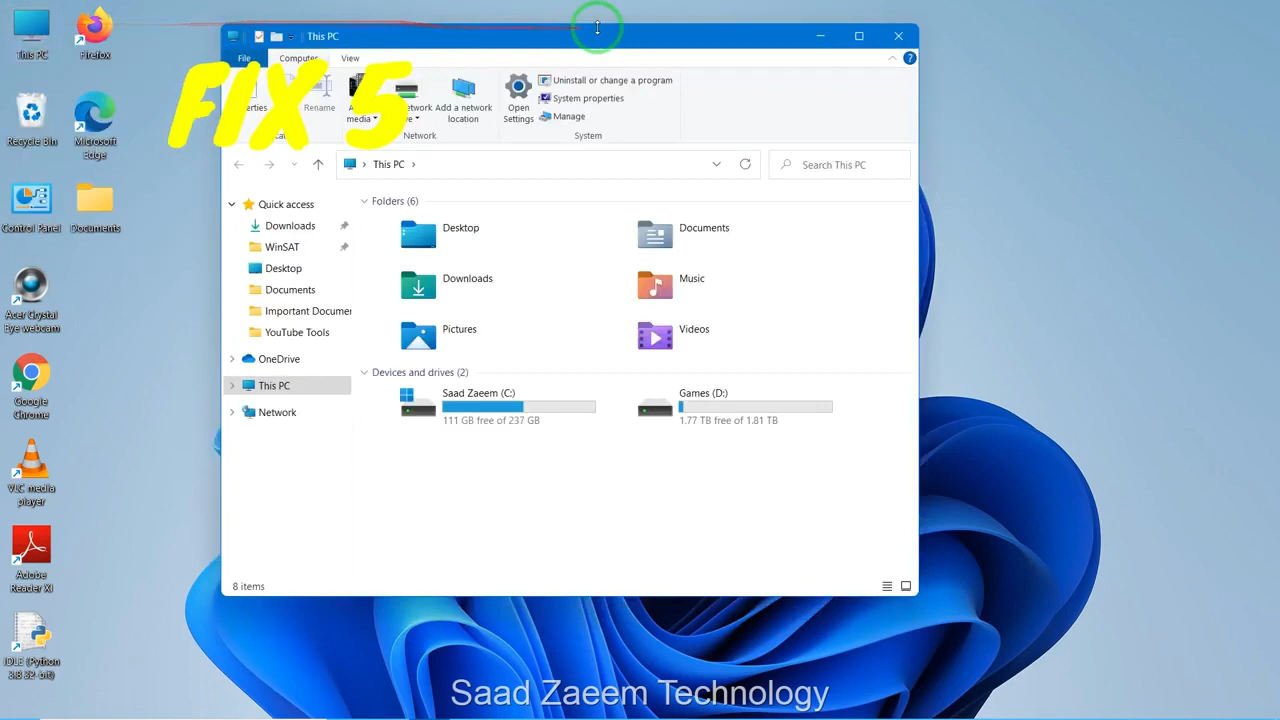 This PC
Firefox
Recycle Bin
Microsoft
Edge
Control Panel
Documents
Acer Crystal
Eye webcam
Google
Chrome
VLC media
player
Adobe
Reader XI
IDLE (Python
3.8 32-bit)
This PC
File
Computer
View
FIX 5
Rename
media
Add a network
location
Network
Open
Settings
Uninstall or change a program
System properties
Manage
System
This PC
Search This PC
Quick access
Downloads
WinSAT
Desktop
Documents
Important Docume
YouTube Tools
OneDrive
This PC
Network
Folders (6)
Desktop
Documents
Downloads
Music
Pictures
Videos
Devices and drives (2)
Saad Zaeem (C:)
111 GB free of 237 GB
Games (D:)
1.77 TB free of 1.81 TB
8 items
Saad Zaeem Technology